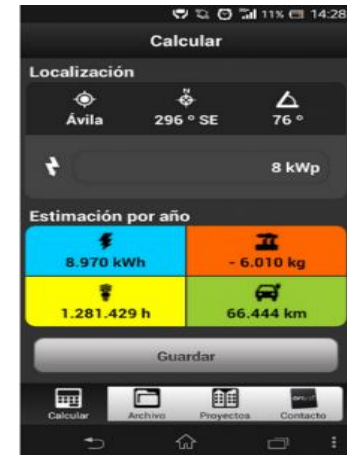 11% 14:28
Calcular
Localización
Ávila 296 ° SE 76 °
8 kWp
Estimación por año
8.970 kWh - 6.010 kg
1.281.429 h 66.444 km
Guardar
Calcular Archivo Proyectos Contacto